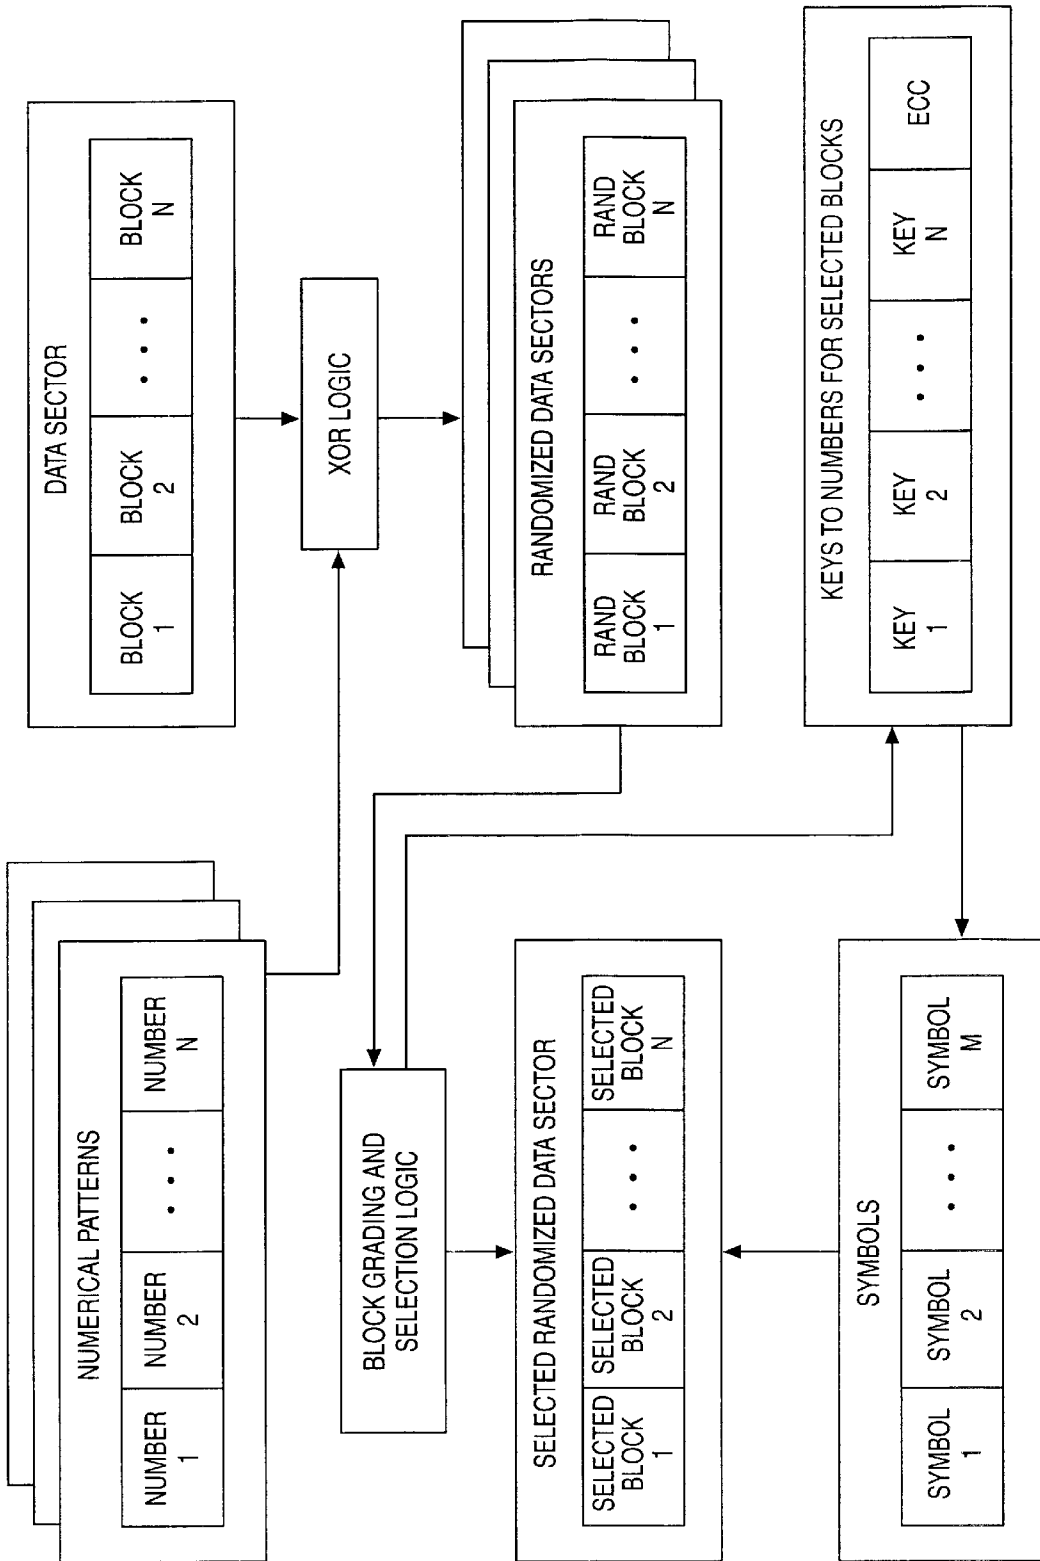 NUMERICAL PATTERNS
NUMBER
1
NUMBER
2
• • •
NUMBER
N
DATA SECTOR
BLOCK
1
BLOCK
2
• • •
BLOCK
N
XOR LOGIC
BLOCK GRADING AND
SELECTION LOGIC
SELECTED RANDOMIZED DATA SECTOR
SELECTED
BLOCK
1
SELECTED
BLOCK
2
• • •
SELECTED
BLOCK
N
RANDOMIZED DATA SECTORS
RAND
BLOCK
1
RAND
BLOCK
2
• • •
RAND
BLOCK
N
SYMBOLS
SYMBOL
1
SYMBOL
2
• • •
SYMBOL
M
KEYS TO NUMBERS FOR SELECTED BLOCKS
KEY
1
KEY
2
• • •
KEY
N
ECC